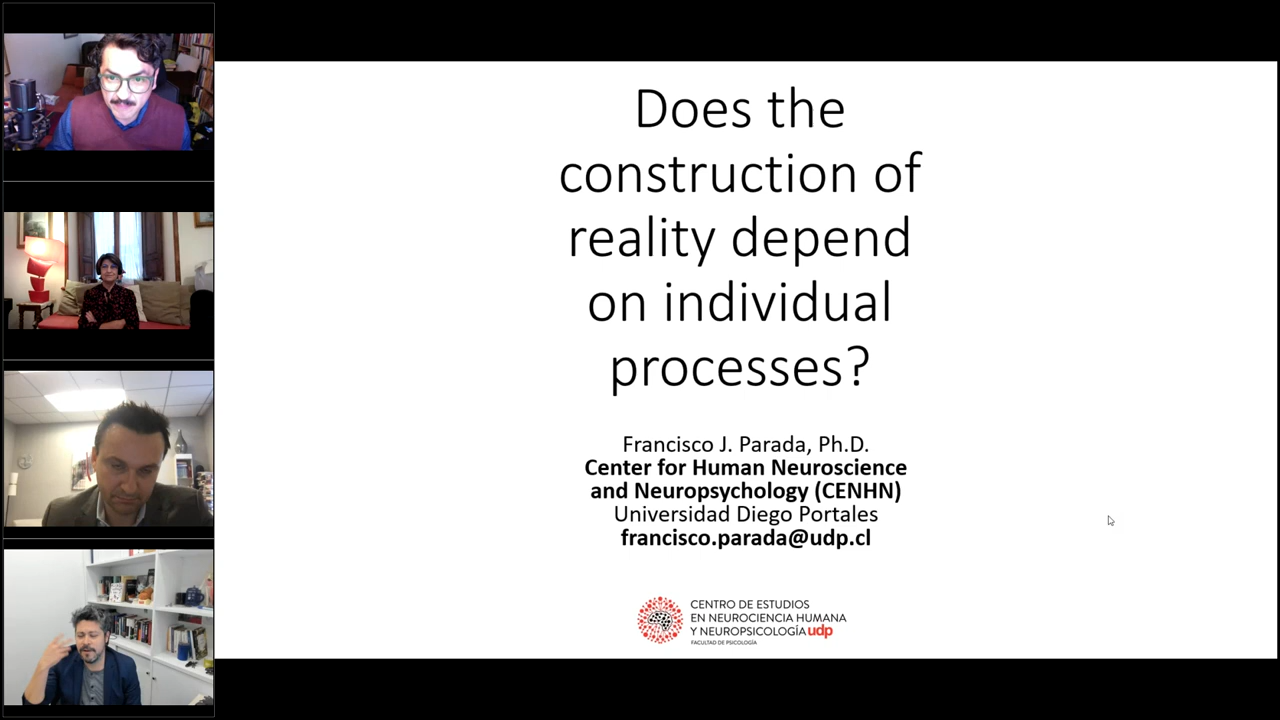 Does the
construction of
reality depend
on individual
processes?
Francisco J. Parada, Ph.D.
Center for Human Neuroscience
and Neuropsychology (CENHN)
Universidad Diego Portales
francisco.parada@udp.cl
CENTRO DE ESTUDIOS
EN NEUROCIENCIA HUMANA
Y NEUROPSICOLOGÍA udp
FACULTAD DE PSICOLOGÍA